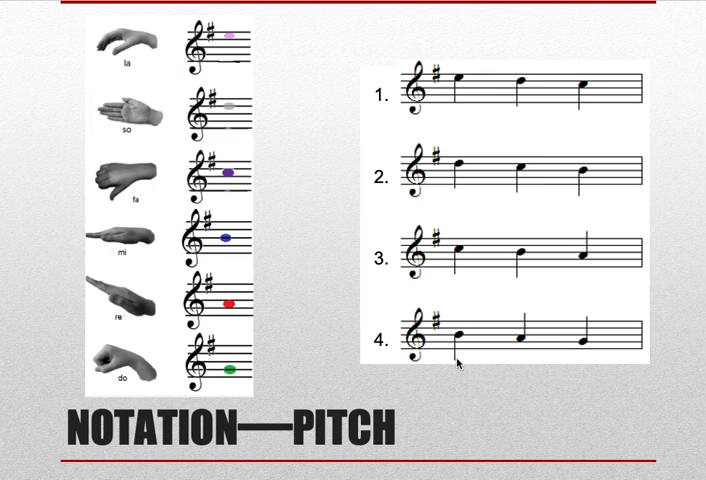 la
so
fa
mi
re
do
1.
2.
3.
4.
NOTATION—PITCH